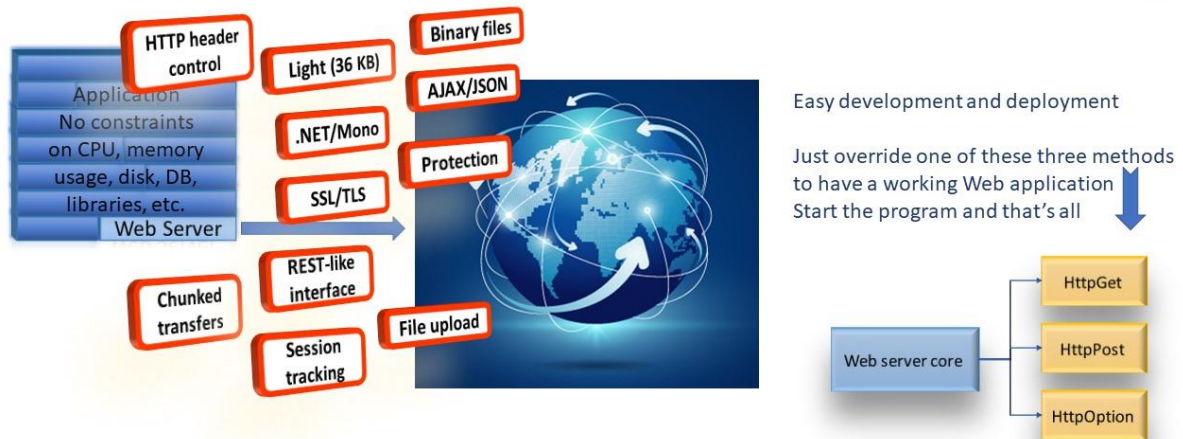 HTTP header
control
Light (36 KB)
Binary files
AJAX/JSON
.NET/Mono
Protection
SSL/TLS
Application
No constraints
on CPU, memory
usage, disk, DB,
libraries, etc.
Web Server
REST-like
interface
Chunked
transfers
File upload
Session
tracking
Easy development and deployment
Just override one of these three methods
to have a working Web application
Start the program and that’s all
Web server core
HttpGet
HttpPost
HttpOption